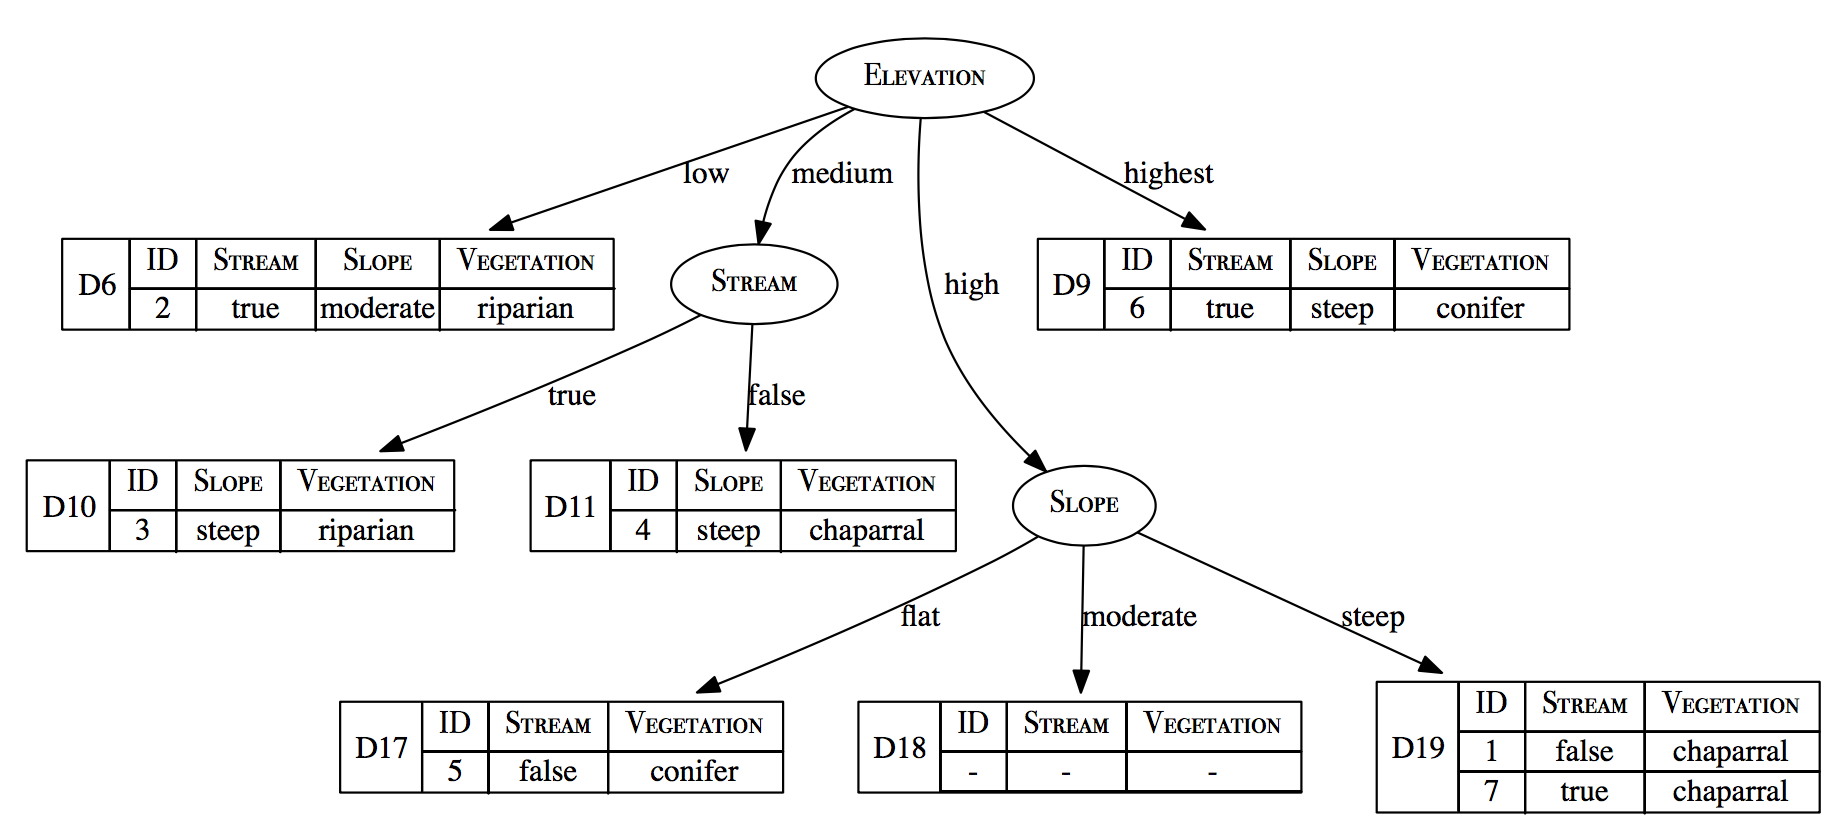 ELEVATION
low
medium
high
highest
D6
ID STREAM SLOPE VEGETATION
2 true moderate riparian
STREAM
D9
ID STREAM SLOPE VEGETATION
6 true steep conifer
true
false
D10
ID SLOPE VEGETATION
3 steep riparian
D11
ID SLOPE VEGETATION
4 steep chaparral
SLOPE
flat
moderate
steep
D17
ID STREAM VEGETATION
5 false conifer
D18
ID STREAM VEGETATION
- - -
D19
ID STREAM VEGETATION
1 false chaparral
7 true chaparral